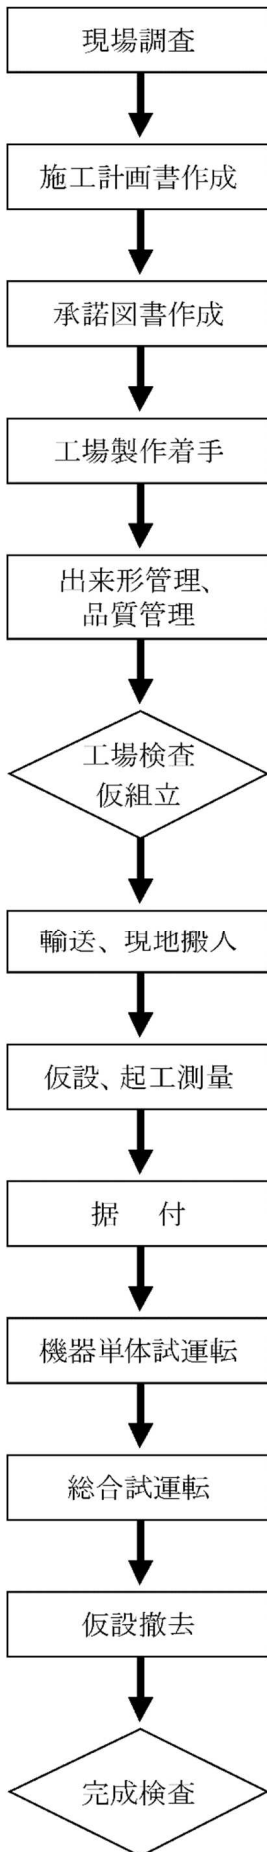 現場調査
施工計画書作成
承諾図書作成
工場製作着手
出来形管理、
品質管理
工場検査
仮組立
輸送、現地搬入
仮設、起工測量
据　付
機器単体試運転
総合試運転
仮設撤去
完成検査